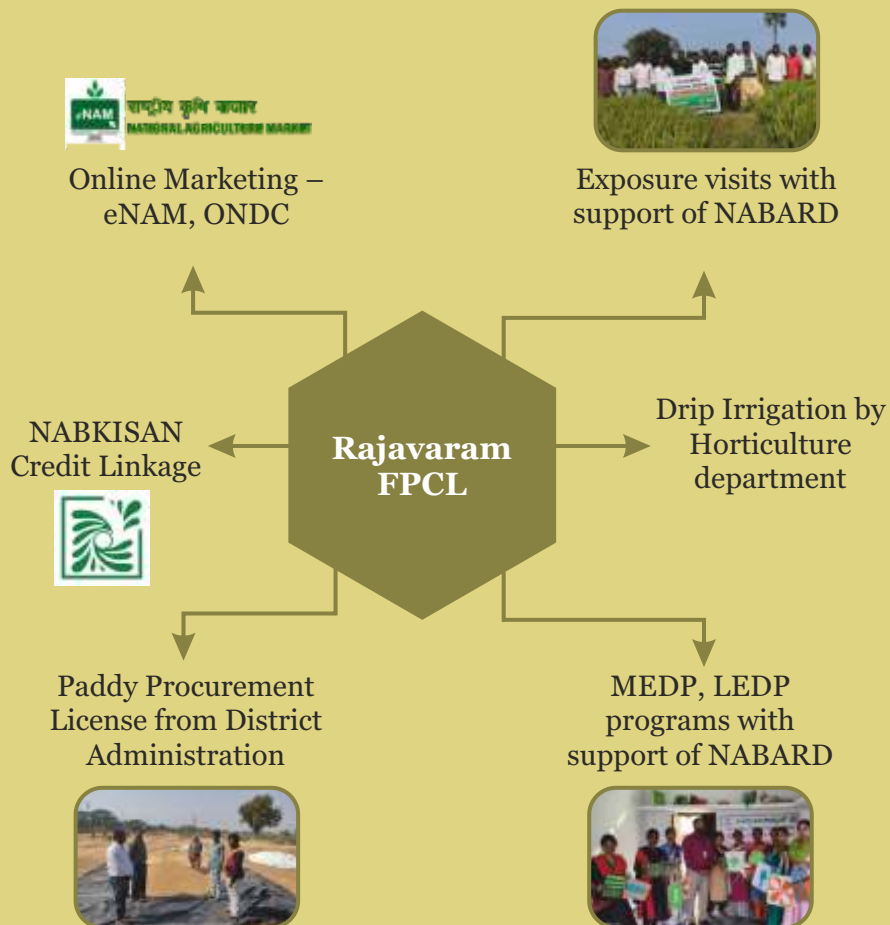 eNAM
राष्ट्रीय कृषि बाजार
NATIONAL AGRICULTURE MARKET
Online Marketing –
eNAM, ONDC
Exposure visits with
support of NABARD
NABKISAN
Credit Linkage
Rajavaram
FPCL
Drip Irrigation by
Horticulture
department
Paddy Procurement
License from District
Administration
MEDP, LEDP
programs with
support of NABARD